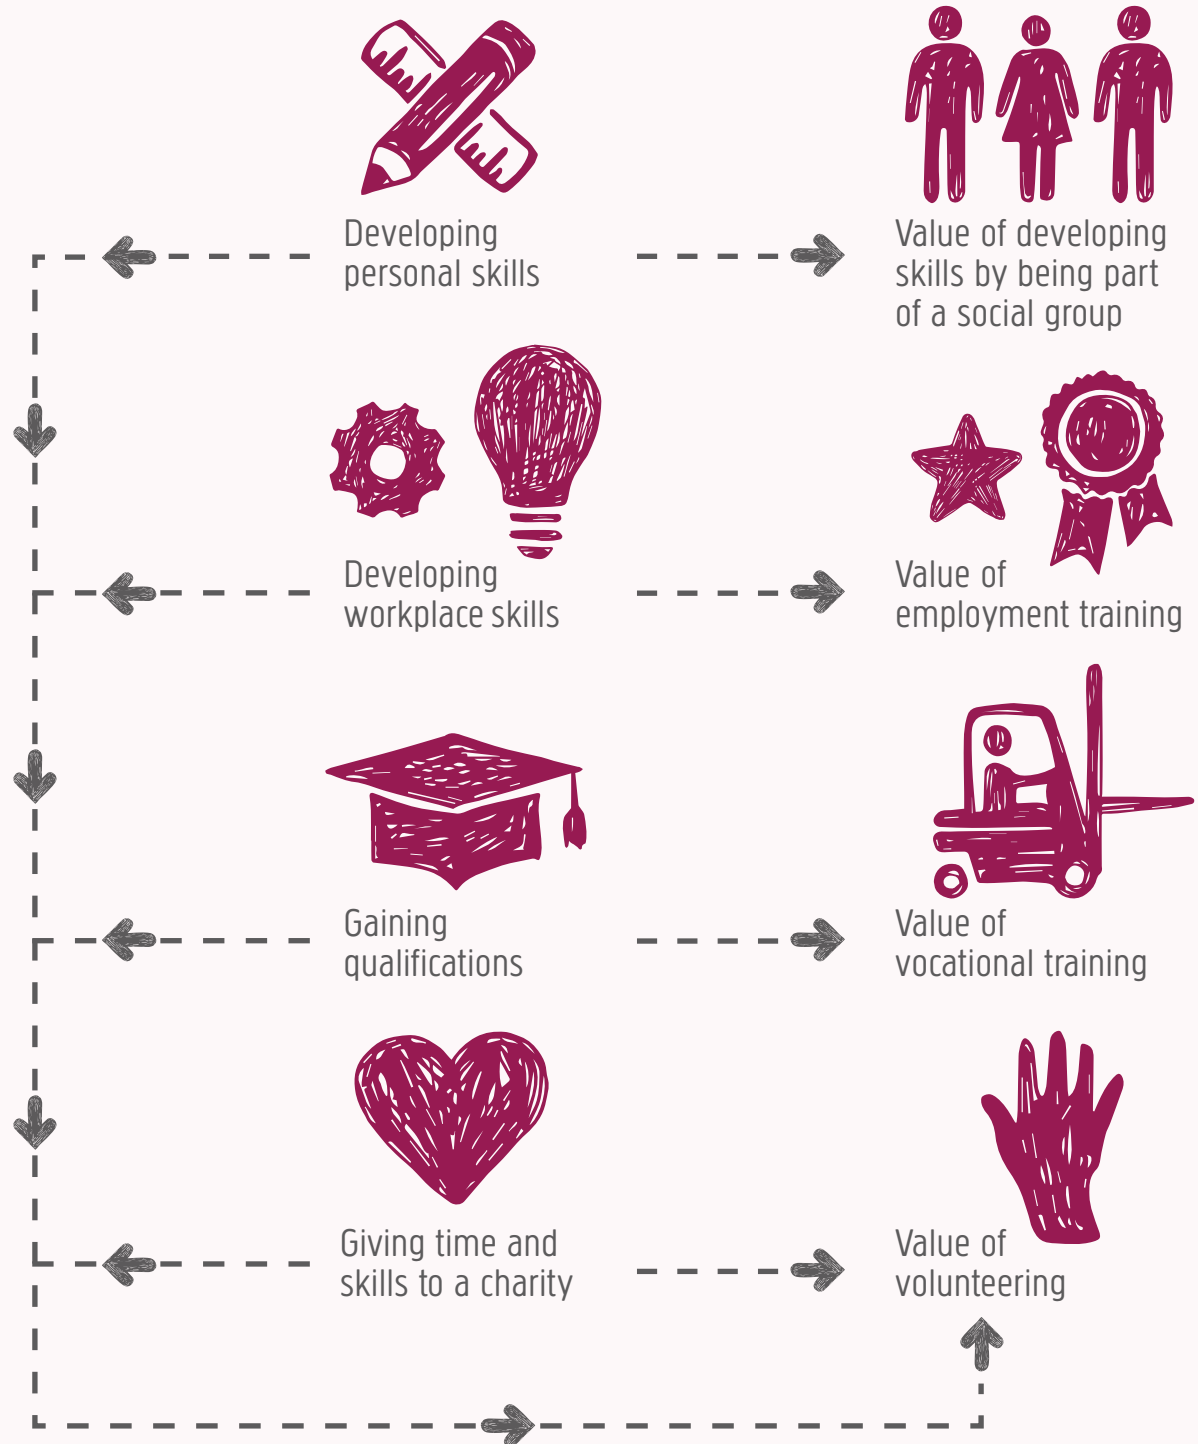 Developing
personal skills
Value of developing
skills by being part
of a social group
Developing
workplace skills
Value of
employment training
Gaining
qualifications
Value of
vocational training
Giving time and
skills to a charity
Value of
volunteering